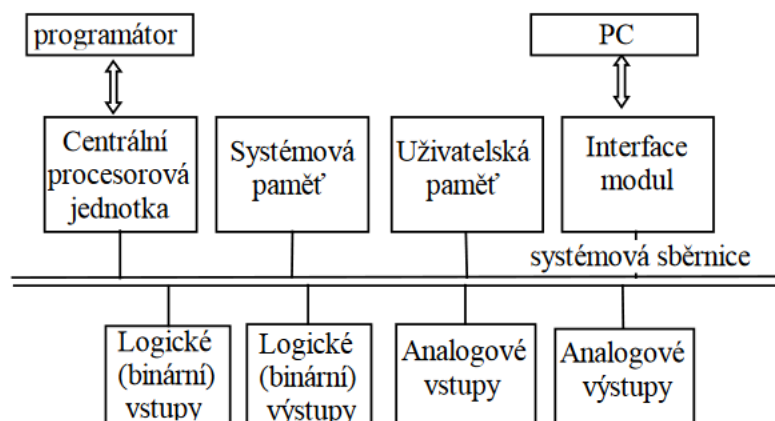 programátor
PC
Centrální
procesorová
jednotka
Systémová
paměť
Uživatelská
paměť
Interface
modul
systémová sběrnice
Logické
(binární)
vstupy
Logické
(binární)
výstupy
Analogové
vstupy
Analogové
výstupy